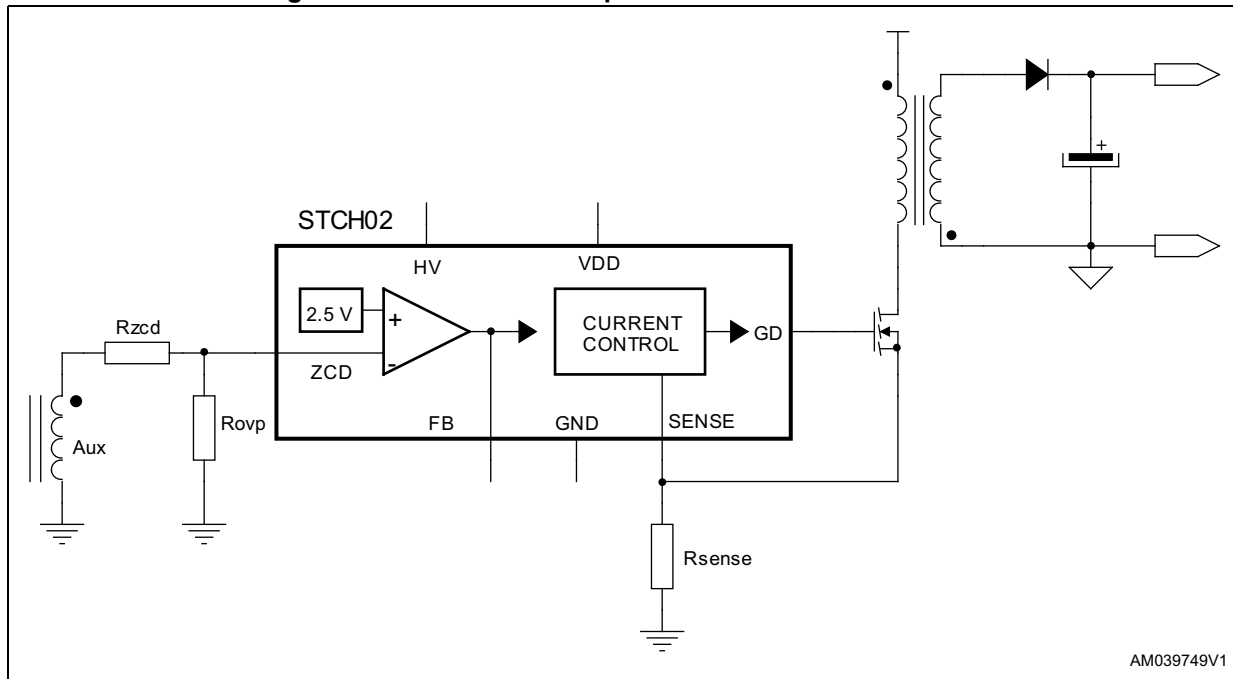 STCH02
HV
VDD
2.5 V
+
-
CURRENT
CONTROL
GD
+
Rzcd
ZCD
Rovp
FB
GND
SENSE
Aux
Rsense
AM039749V1